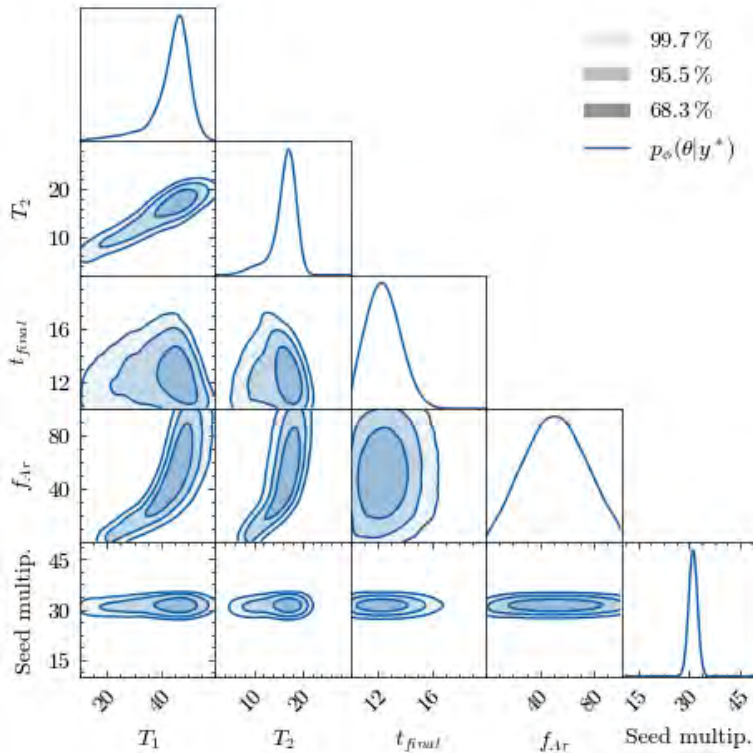 99.7 %
95.5 %
68.3 %
p_ϕ(θ|y*)
T_2
20
10
t_final
16
12
f_Ar
80
40
Seed multip.
45
30
15
20
40
10
20
12
16
40
80
15
30
45
T_1
T_2
t_final
f_Ar
Seed multip.